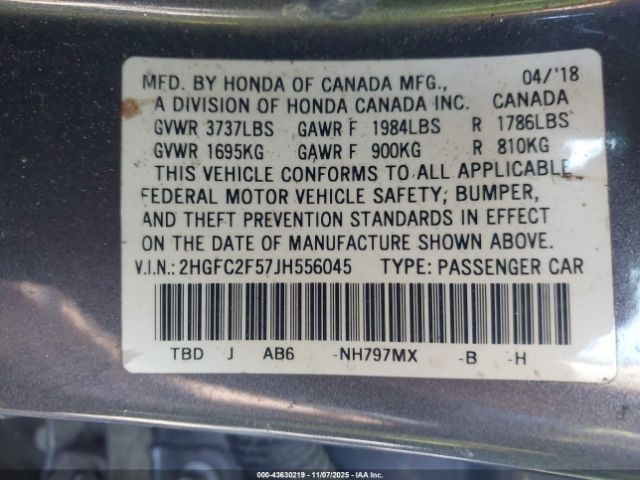 MFD. BY HONDA OF CANADA MFG., 04/'18
A DIVISION OF HONDA CANADA INC. CANADA
GVWR 3737LBS GAWR F 1984LBS R 1786LBS
GVWR 1695KG GAWR F 900KG R 810KG
THIS VEHICLE CONFORMS TO ALL APPLICABLE
FEDERAL MOTOR VEHICLE SAFETY; BUMPER,
AND THEFT PREVENTION STANDARDS IN EFFECT
ON THE DATE OF MANUFACTURE SHOWN ABOVE.
V.I.N.: 2HGFC2F57JH556045 TYPE: PASSENGER CAR
TBD J AB6 -NH797MX -B -H
000-43630219 - 11/07/2025 - IAA Inc.